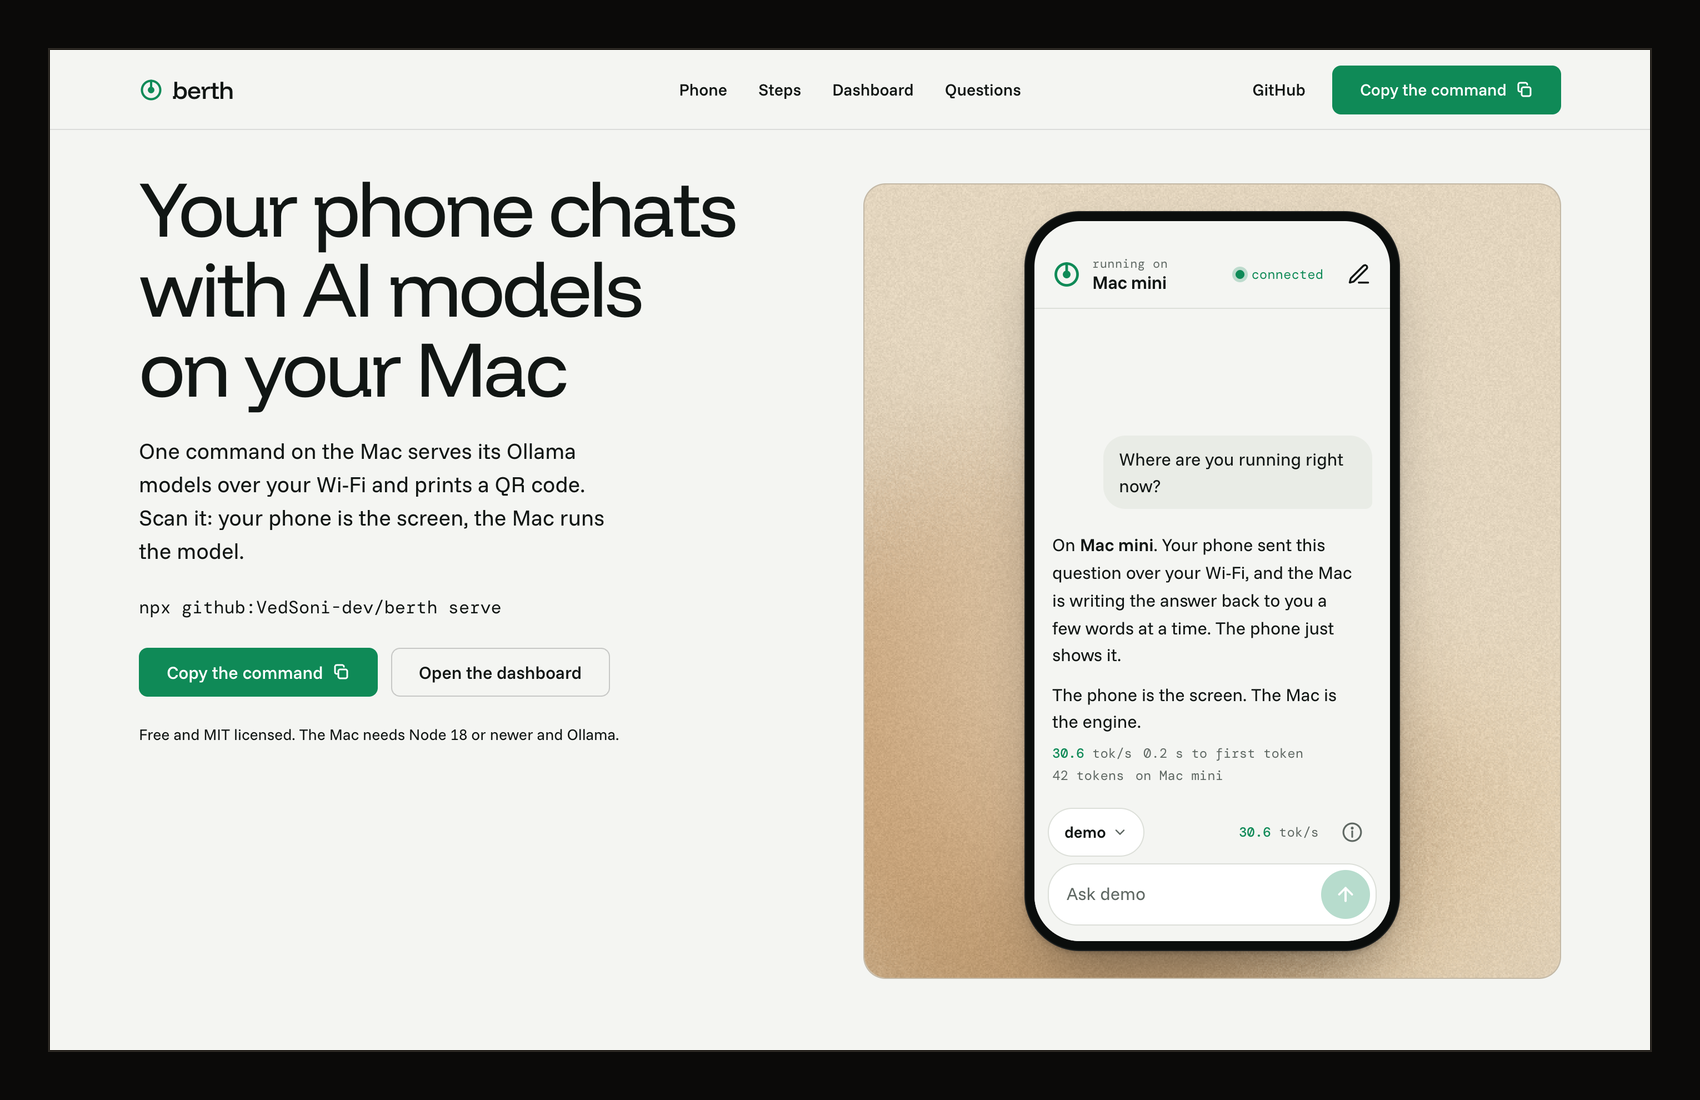 berth
Phone
Steps
Dashboard
Questions
GitHub
Copy the command
Your phone chats
with AI models
on your Mac
One command on the Mac serves its Ollama
models over your Wi-Fi and prints a QR code.
Scan it: your phone is the screen, the Mac runs
the model.
npx github:VedSoni-dev/berth serve
Copy the command
Open the dashboard
Free and MIT licensed. The Mac needs Node 18 or newer and Ollama.
running on
Mac mini
connected
Where are you running right
now?
On Mac mini. Your phone sent this
question over your Wi-Fi, and the Mac
is writing the answer back to you a
few words at a time. The phone just
shows it.
The phone is the screen. The Mac is
the engine.
30.6 tok/s 0.2 s to first token
42 tokens on Mac mini
demo
30.6 tok/s
Ask demo